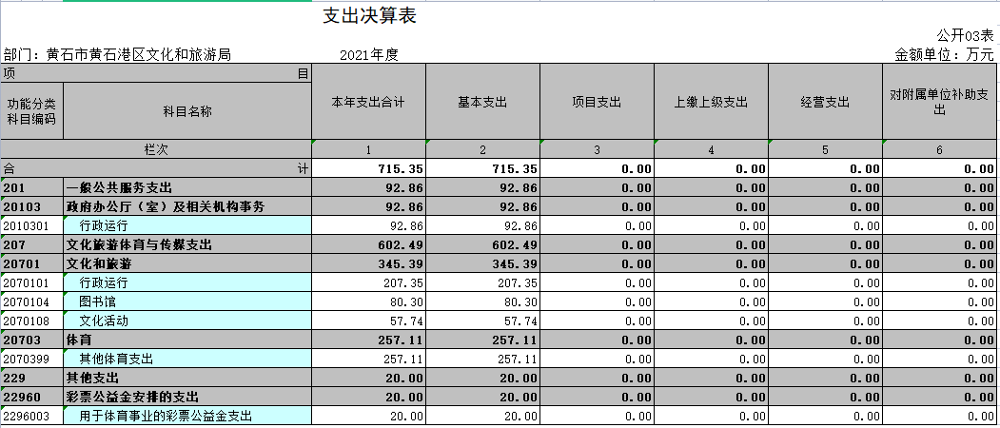 支出决算表
公开03表
部门：黄石市黄石港区文化和旅游局 2021年度 金额单位：万元
项 目 本年支出合计 基本支出 项目支出 上缴上级支出 经营支出 对附属单位补助支出
功能分类科目编码 科目名称
栏次 1 2 3 4 5 6
合 计 715.35 715.35 0.00 0.00 0.00 0.00
201 一般公共服务支出 92.86 92.86 0.00 0.00 0.00 0.00
20103 政府办公厅（室）及相关机构事务 92.86 92.86 0.00 0.00 0.00 0.00
2010301 行政运行 92.86 92.86 0.00 0.00 0.00 0.00
207 文化旅游体育与传媒支出 602.49 602.49 0.00 0.00 0.00 0.00
20701 文化和旅游 345.39 345.39 0.00 0.00 0.00 0.00
2070101 行政运行 207.35 207.35 0.00 0.00 0.00 0.00
2070104 图书馆 80.30 80.30 0.00 0.00 0.00 0.00
2070108 文化活动 57.74 57.74 0.00 0.00 0.00 0.00
20703 体育 257.11 257.11 0.00 0.00 0.00 0.00
2070399 其他体育支出 257.11 257.11 0.00 0.00 0.00 0.00
229 其他支出 20.00 20.00 0.00 0.00 0.00 0.00
22960 彩票公益金安排的支出 20.00 20.00 0.00 0.00 0.00 0.00
2296003 用于体育事业的彩票公益金支出 20.00 20.00 0.00 0.00 0.00 0.00